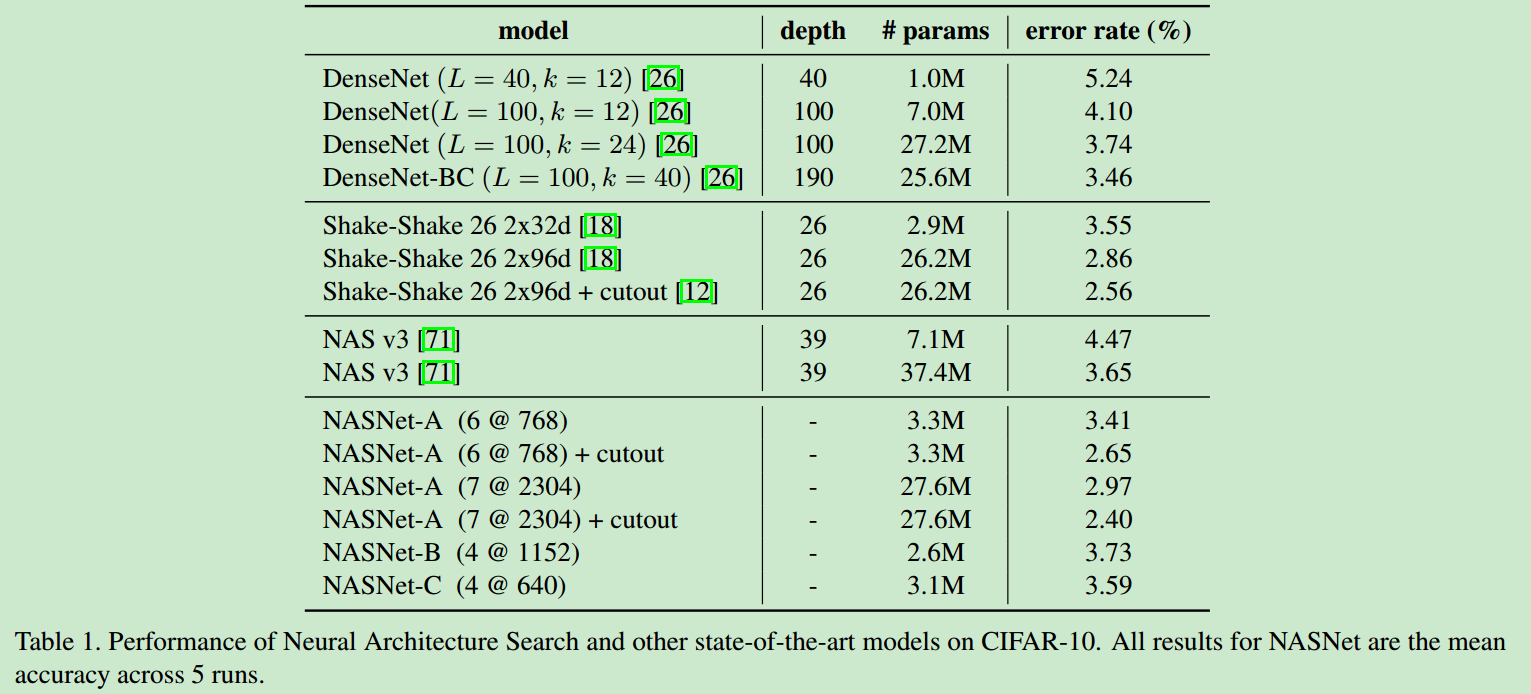 model depth # params error rate (%)
DenseNet (L = 40, k = 12) [26] 40 1.0M 5.24
DenseNet(L = 100, k = 12) [26] 100 7.0M 4.10
DenseNet (L = 100, k = 24) [26] 100 27.2M 3.74
DenseNet-BC (L = 100, k = 40) [26] 190 25.6M 3.46
Shake-Shake 26 2x32d [18] 26 2.9M 3.55
Shake-Shake 26 2x96d [18] 26 26.2M 2.86
Shake-Shake 26 2x96d + cutout [12] 26 26.2M 2.56
NAS v3 [71] 39 7.1M 4.47
NAS v3 [71] 39 37.4M 3.65
NASNet-A (6 @ 768) - 3.3M 3.41
NASNet-A (6 @ 768) + cutout - 3.3M 2.65
NASNet-A (7 @ 2304) - 27.6M 2.97
NASNet-A (7 @ 2304) + cutout - 27.6M 2.40
NASNet-B (4 @ 1152) - 2.6M 3.73
NASNet-C (4 @ 640) - 3.1M 3.59
Table 1. Performance of Neural Architecture Search and other state-of-the-art models on CIFAR-10. All results for NASNet are the mean
accuracy across 5 runs.